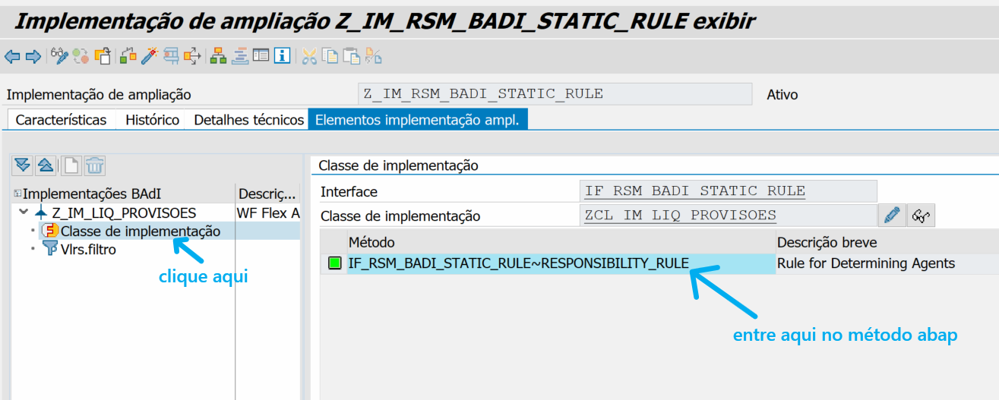 Implementação de ampliação Z_IM_RSM_BADI_STATIC_RULE exibir
Implementação de ampliação Z_IM_RSM_BADI_STATIC_RULE Ativo
Características Histórico Detalhes técnicos Elementos implementação ampl.
Implementações BAdI Descriç...
Z_IM_LIQ_PROVISOES WF Flex A
Classe de implementação
Vlrs.filtro
clique aqui
Classe de implementação
Interface IF_RSM_BADI_STATIC_RULE
Classe de implementação ZCL_IM_LIQ_PROVISOES
Método Descrição breve
IF_RSM_BADI_STATIC_RULE~RESPONSIBILITY_RULE Rule for Determining Agents
entre aqui no método abap